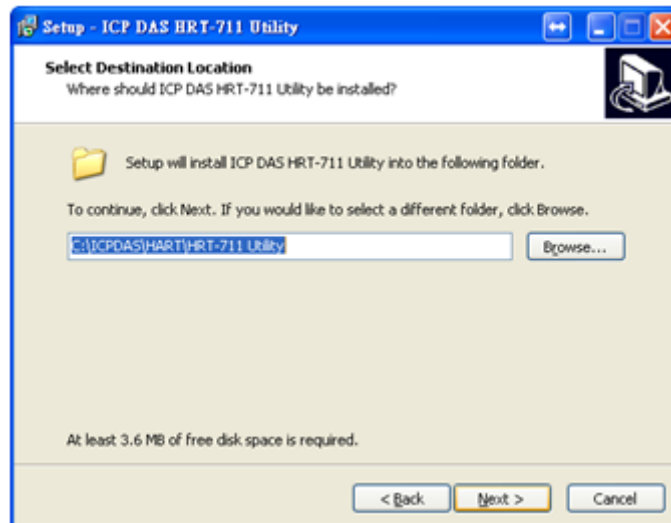 Setup - ICP DAS HRT-711 Utility
Select Destination Location
Where should ICP DAS HRT-711 Utility be installed?
Setup will install ICP DAS HRT-711 Utility into the following folder.
To continue, click Next. If you would like to select a different folder, click Browse.
C:\ICPDAS\HART\HRT-711 Utility
Browse...
At least 3.6 MB of free disk space is required.
< Back
Next >
Cancel